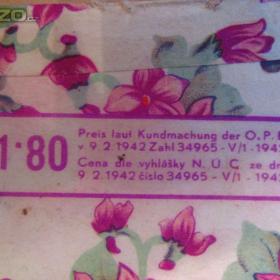 1·80
Preis laut Kundmachung der O.P.
v 9.2.1942 Zahl 34965 - V/1 - 194
Cena dle vyhlášky N. Ú. C. ze d
9.2.1942 číslo 34965 - V/1 - 194